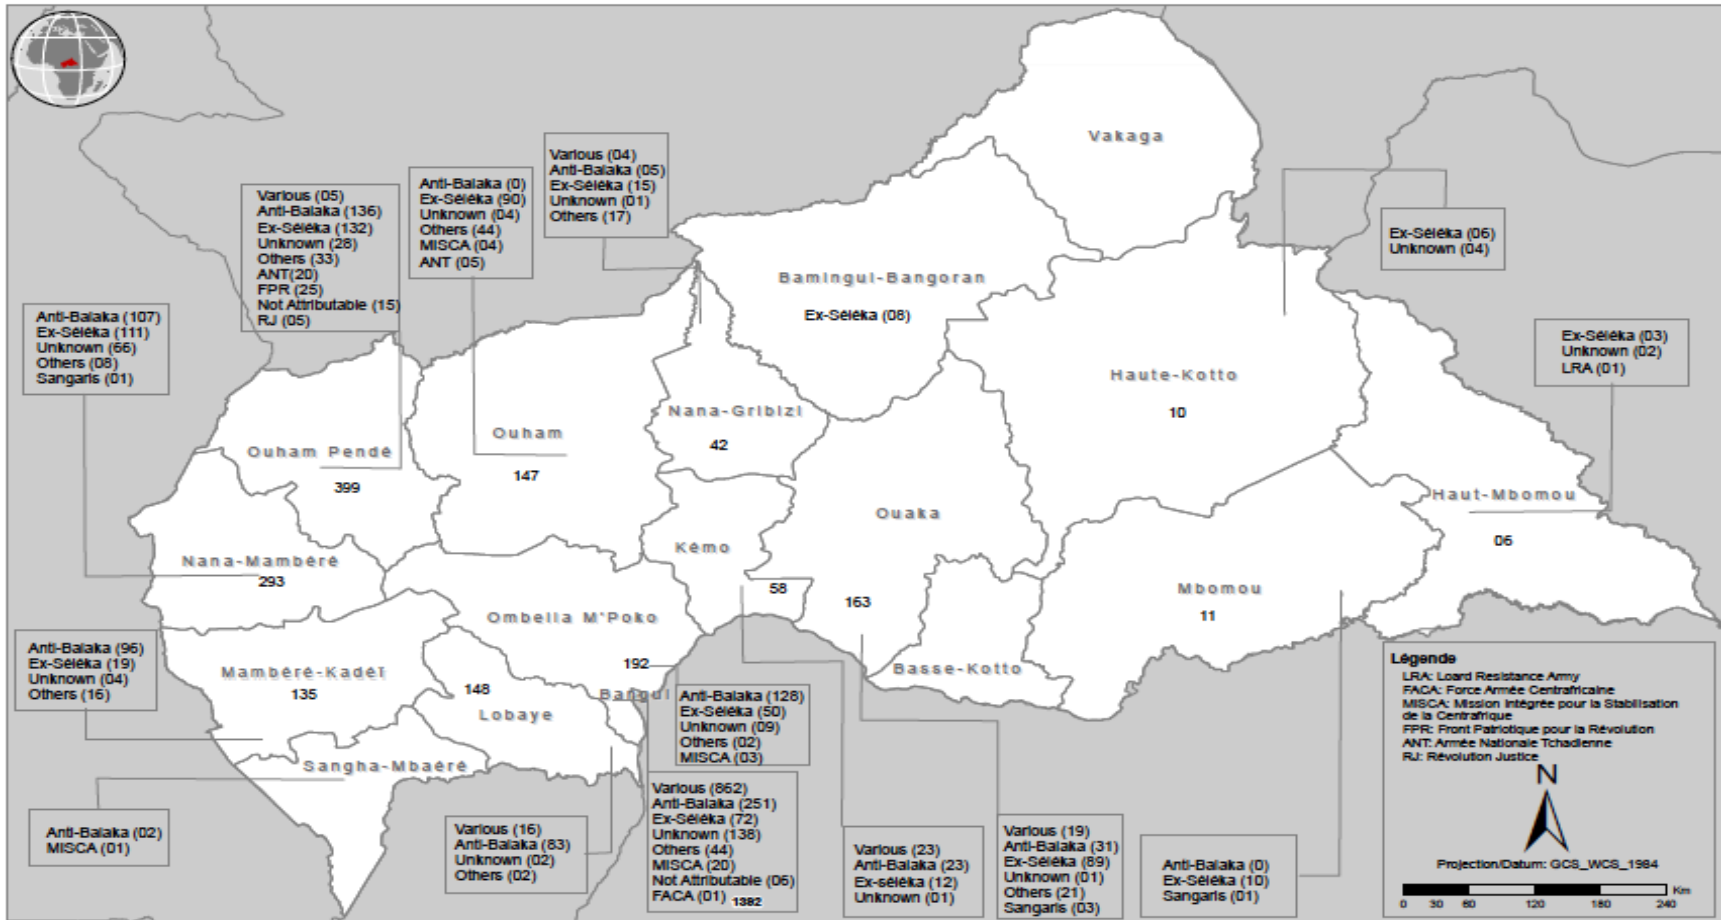 Vakaga
Various (04)
Anti-Balaka (05)
Ex-Séléka (15)
Unknown (01)
Others (17)
Anti-Balaka (0)
Ex-Séléka (90)
Unknown (04)
Others (44)
MISCA (04)
ANT (05)
Various (05)
Anti-Balaka (136)
Ex-Séléka (132)
Unknown (28)
Others (33)
ANT(20)
FPR (25)
Not Attributable (15)
RJ (05)
Ex-Séléka (06)
Unknown (04)
Bamingui-Bangoran
Ex-Séléka (08)
Anti-Balaka (107)
Ex-Séléka (111)
Unknown (66)
Others (08)
Sangaris (01)
Ex-Séléka (03)
Unknown (02)
LRA (01)
Haute-Kotto
10
Nana-Gribizi
42
Ouham
147
Ouham Pendé
399
Ouaka
163
Haut-Mbomou
06
Kémo
58
Nana-Mambéré
293
Mbomou
11
Ombella M'Poko
192
Basse-Kotto
Anti-Balaka (96)
Ex-Séléka (19)
Unknown (04)
Others (16)
Mambéré-Kadéï
135
148
Lobaye
Bangui
Sangha-Mbaéré
Anti-Balaka (128)
Ex-Séléka (50)
Unknown (09)
Others (02)
MISCA (03)
Anti-Balaka (02)
MISCA (01)
Various (16)
Anti-Balaka (83)
Unknown (02)
Others (02)
Various (862)
Anti-Balaka (251)
Ex-Séléka (72)
Unknown (138)
Others (44)
MISCA (20)
Not Attributable (06)
FACA (01) 1392
Various (23)
Anti-Balaka (23)
Ex-séléka (12)
Unknown (01)
Various (19)
Anti-Balaka (31)
Ex-Séléka (89)
Unknown (01)
Others (21)
Sangaris (03)
Anti-Balaka (0)
Ex-Séléka (10)
Sangaris (01)
Légende
LRA: Loard Resistance Army
FACA: Force Armée Centrafricaine
MISCA: Mission Intégrée pour la Stabilisation
de la Centrafrique
FPR: Front Patriotique pour la Révolution
ANT: Armée Nationale Tchadienne
RJ: Révolution Justice
N
Projection/Datum: GCS_WCS_1984
Km
0 30 60 120 180 240